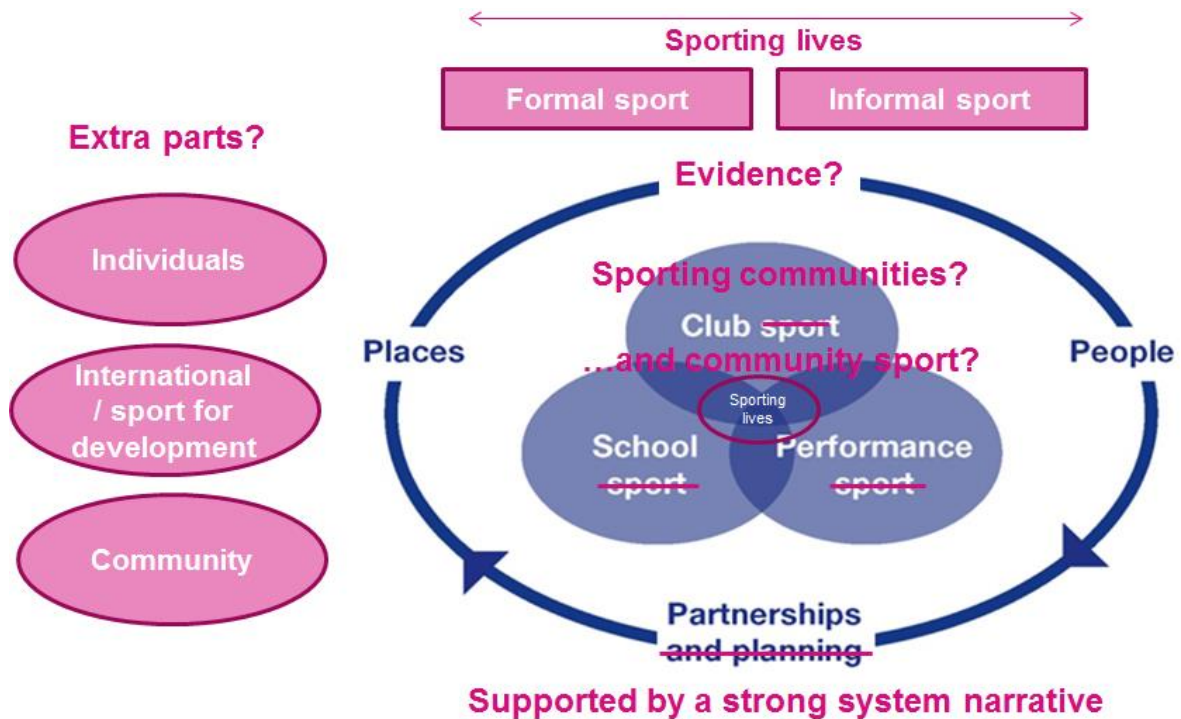 Sporting lives
Formal sport
Informal sport
Extra parts?
Individuals
International
/ sport for
development
Community
Evidence?
Sporting communities?
Club sport
...and community sport?
Places
People
Sporting
lives
School
sport
Performance
sport
Partnerships
and planning
Supported by a strong system narrative